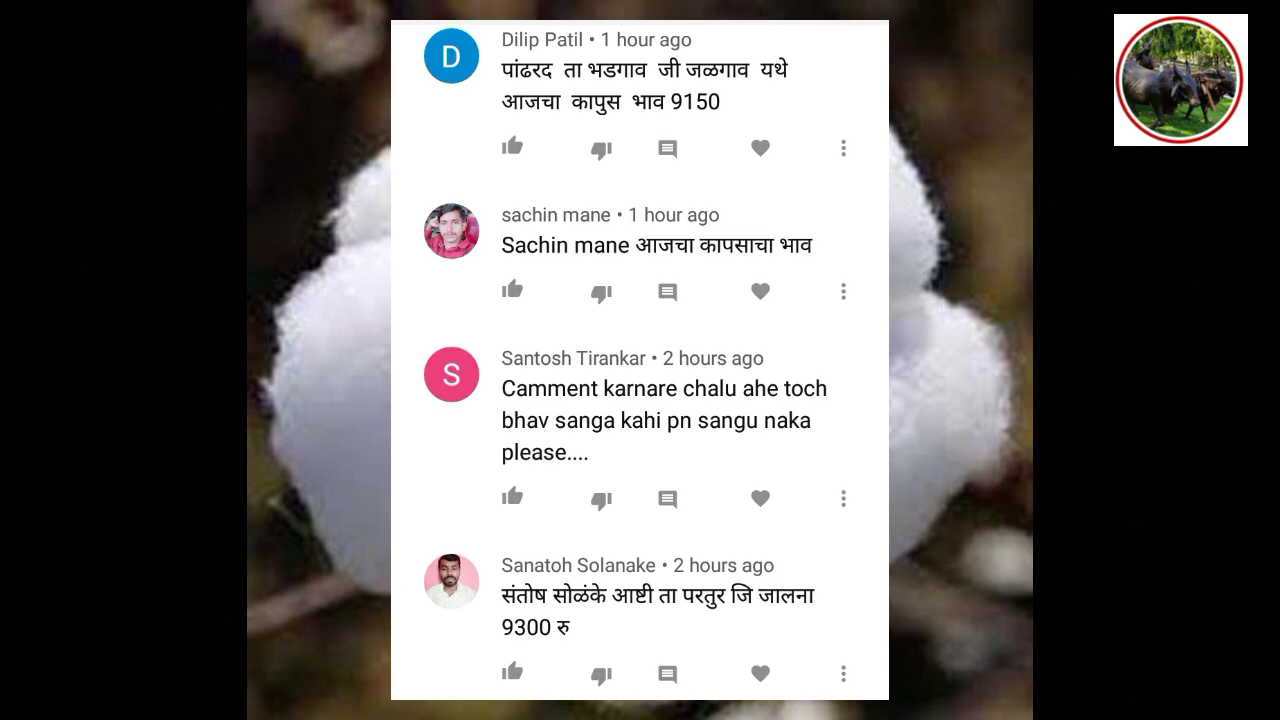 Dilip Patil • 1 hour ago
पांढरद ता भडगाव जी जळगाव यथे
आजचा कापुस भाव 9150
sachin mane • 1 hour ago
Sachin mane आजचा कापसाचा भाव
Santosh Tirankar • 2 hours ago
Camment karnare chalu ahe toch
bhav sanga kahi pn sangu naka
please....
Sanatoh Solanake • 2 hours ago
संतोष सोळंके आष्टी ता परतुर जि जालना
9300 रु